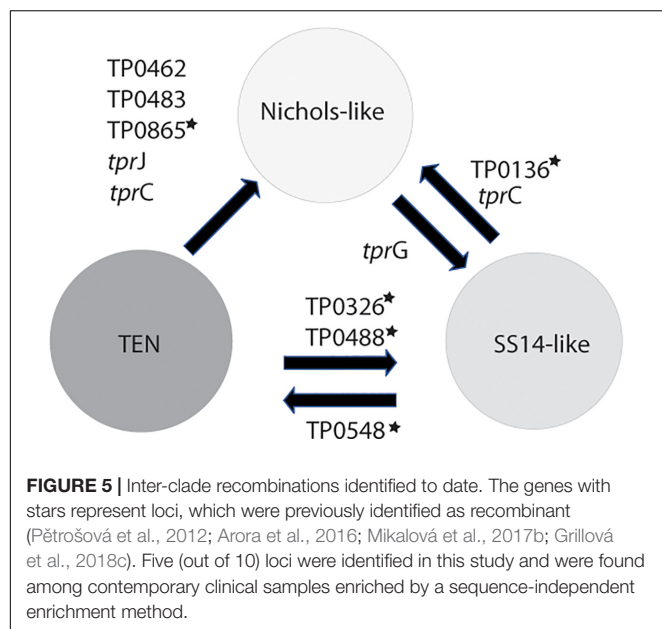 TP0462
TP0483
TP0865★
tprJ
tprC
Nichols-like
TP0136★
tprC
tprG
TEN
TP0326★
TP0488★
SS14-like
TP0548★
FIGURE 5 | Inter-clade recombinations identified to date. The genes with
stars represent loci, which were previously identified as recombinant
(Pětrošová et al., 2012; Arora et al., 2016; Mikalová et al., 2017b; Grillová
et al., 2018c). Five (out of 10) loci were identified in this study and were found
among contemporary clinical samples enriched by a sequence-independent
enrichment method.